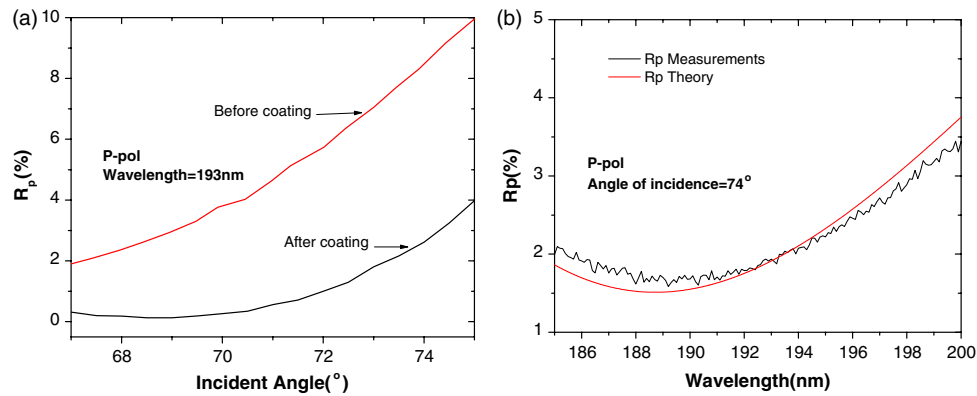 (a)
10
8
6
4
2
0
R_p(%)
Before coating
P-pol
Wavelength=193nm
After coating
68
70
72
74
Incident Angle(°)
(b)
5
4
3
2
1
Rp(%)
Rp Measurements
Rp Theory
P-pol
Angle of incidence=74°
186
188
190
192
194
196
198
200
Wavelength(nm)